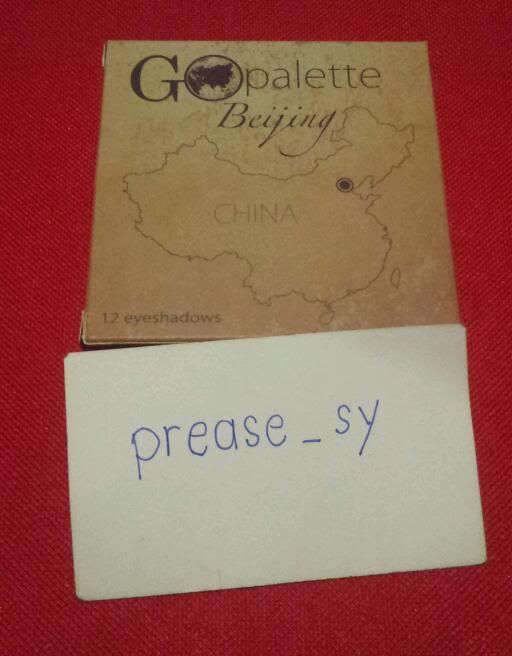 GOpalette
Beijing
CHINA
12 eyeshadows
prease_sy